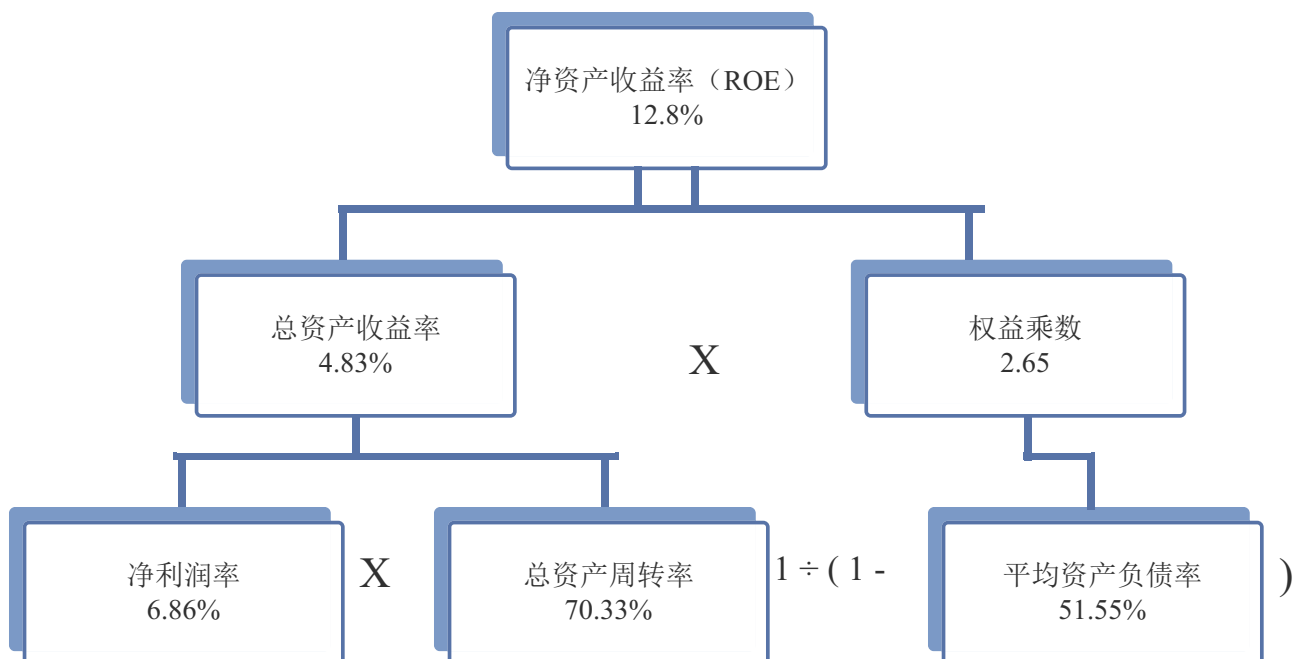 净资产收益率（ROE）
12.8%
总资产收益率
4.83%
X
权益乘数
2.65
净利润率
6.86%
X
总资产周转率
70.33%
1 ÷ ( 1 -
平均资产负债率
51.55%
)